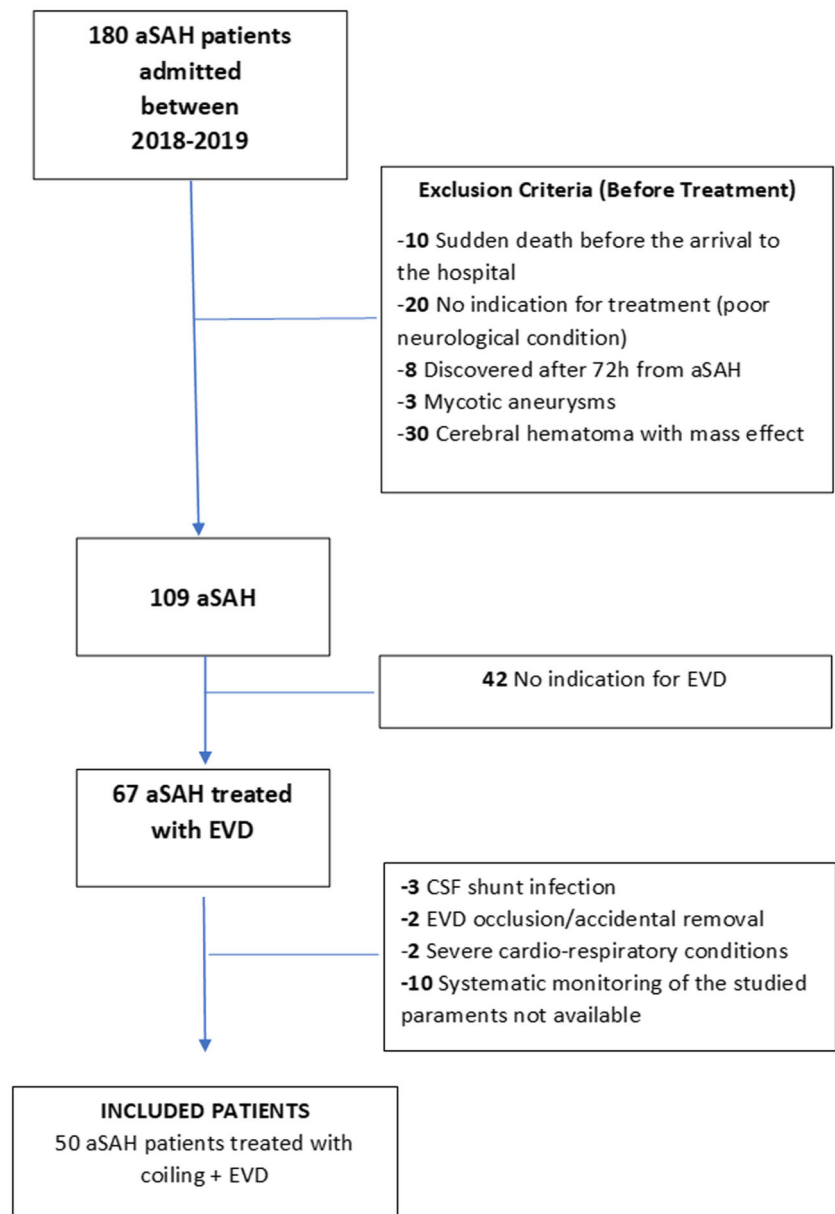 180 aSAH patients
admitted
between
2018-2019
Exclusion Criteria (Before Treatment)
-10 Sudden death before the arrival to
the hospital
-20 No indication for treatment (poor
neurological condition)
-8 Discovered after 72h from aSAH
-3 Mycotic aneurysms
-30 Cerebral hematoma with mass effect
109 aSAH
42 No indication for EVD
67 aSAH treated
with EVD
-3 CSF shunt infection
-2 EVD occlusion/accidental removal
-2 Severe cardio-respiratory conditions
-10 Systematic monitoring of the studied
paraments not available
INCLUDED PATIENTS
50 aSAH patients treated with
coiling + EVD